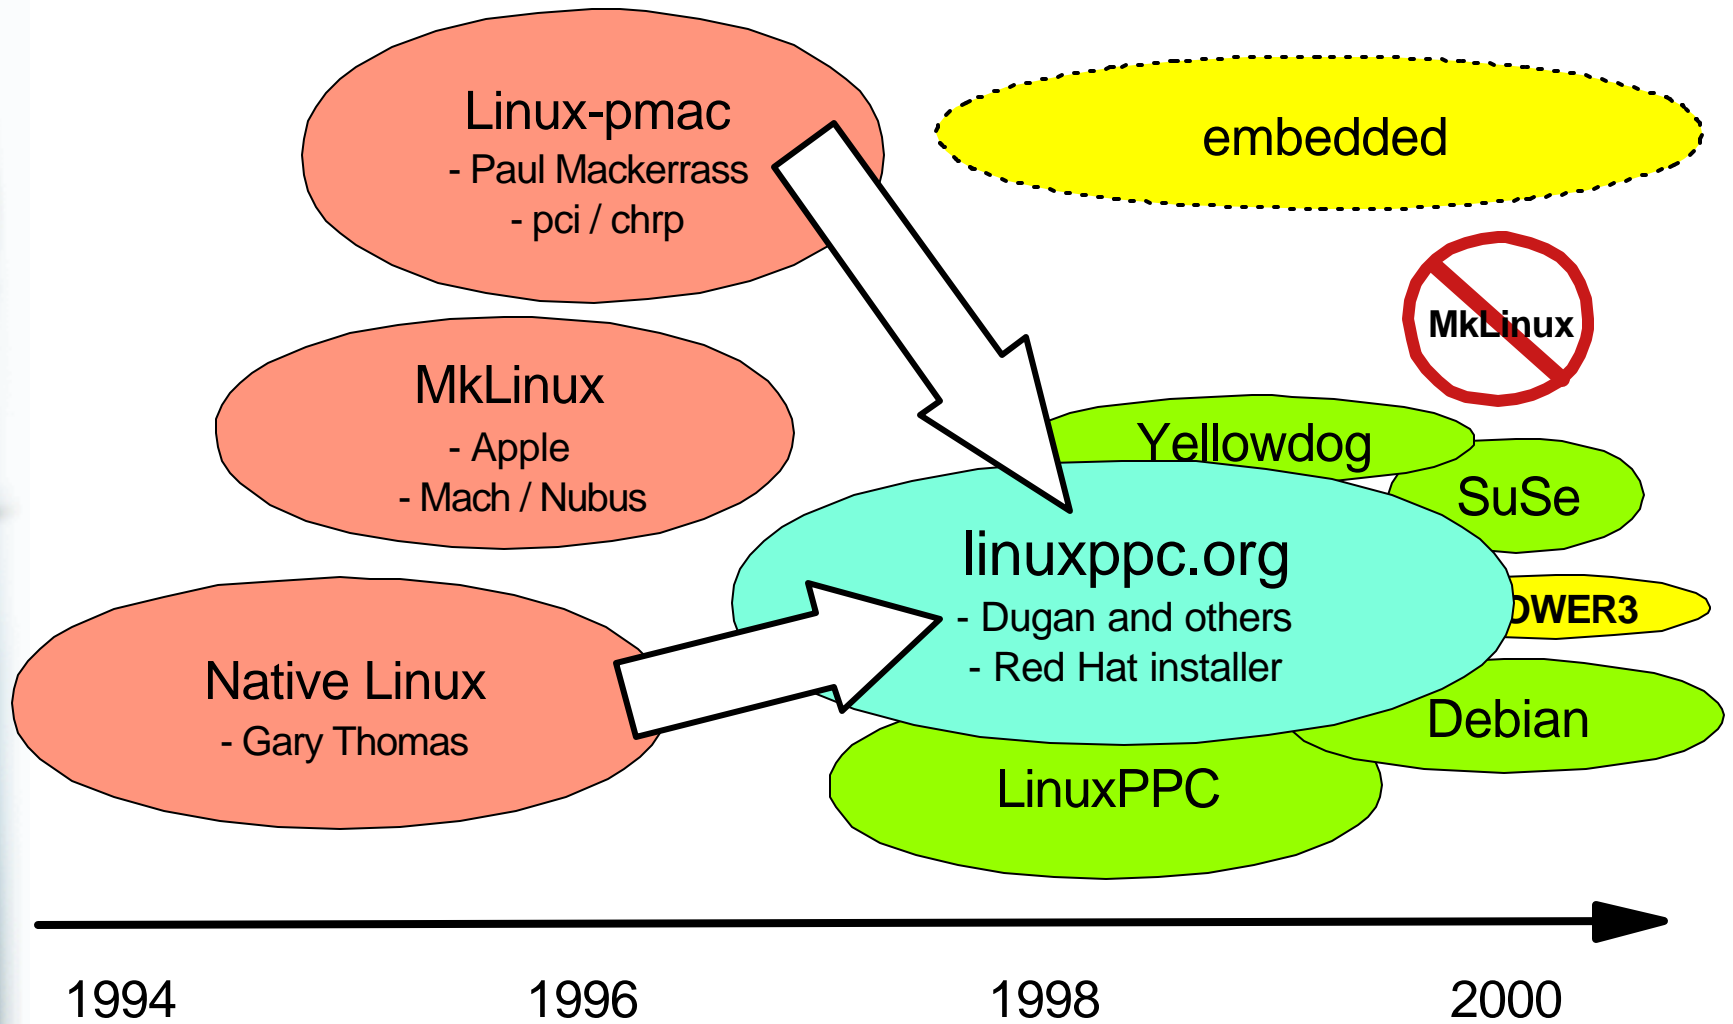 Linux-pmac
- Paul Mackerrass
- pci / chrp
embedded
MkLinux
MkLinux
- Apple
- Mach / Nubus
Yellowdog
SuSe
linuxppc.org
- Dugan and others
- Red Hat installer
OWER3
Native Linux
- Gary Thomas
Debian
LinuxPPC
1994 1996 1998 2000